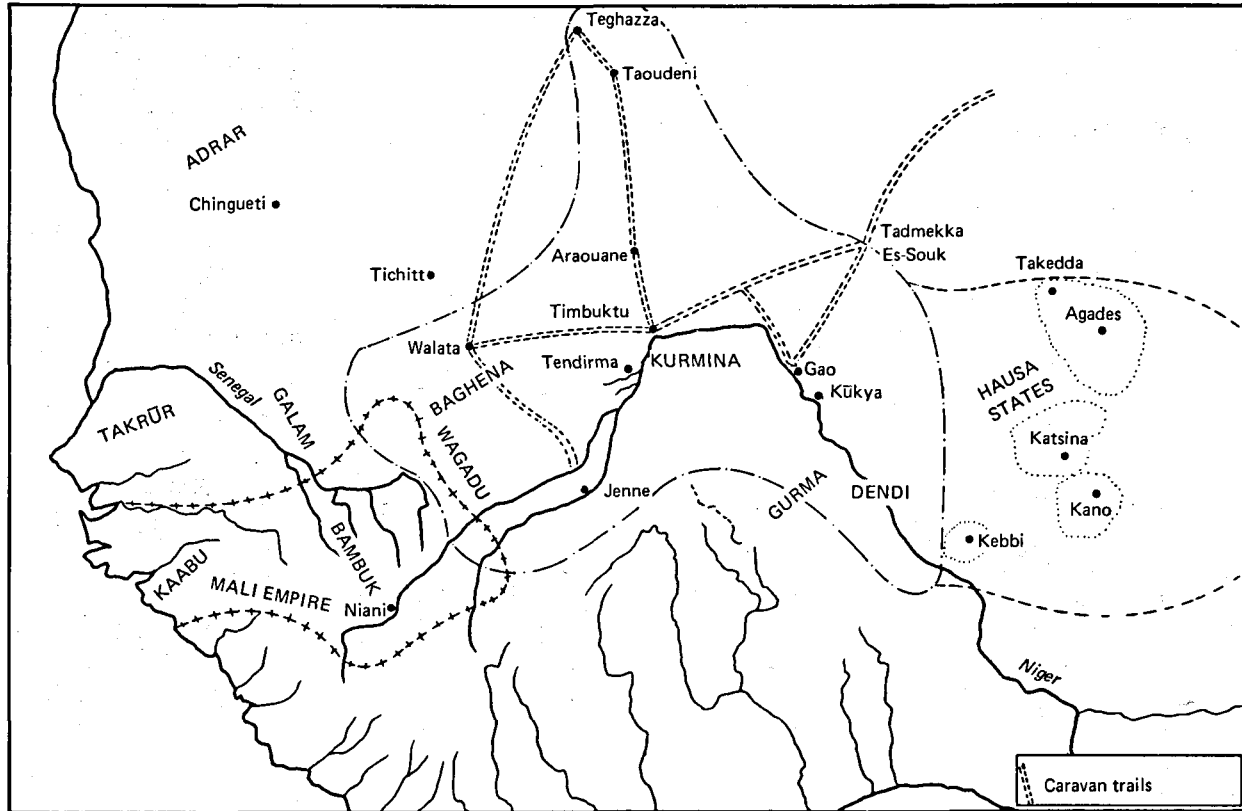 Teghazza
Taoudeni
ADRAR
Chingueti
Tadmekka
Es-Souk
Araouane
Tichitt
Takedda
Agades
Timbuktu
Walata
Tendirma
KURMINA
Gao
Kūkya
HAUSA
STATES
Senegal
GALAM
BAGHENA
TAKRŪR
WAGADU
Katsina
Jenne
GURMA
DENDI
Kano
Kebbi
BAMBUK
KAABU
MALI EMPIRE
Niani
Niger
Caravan trails